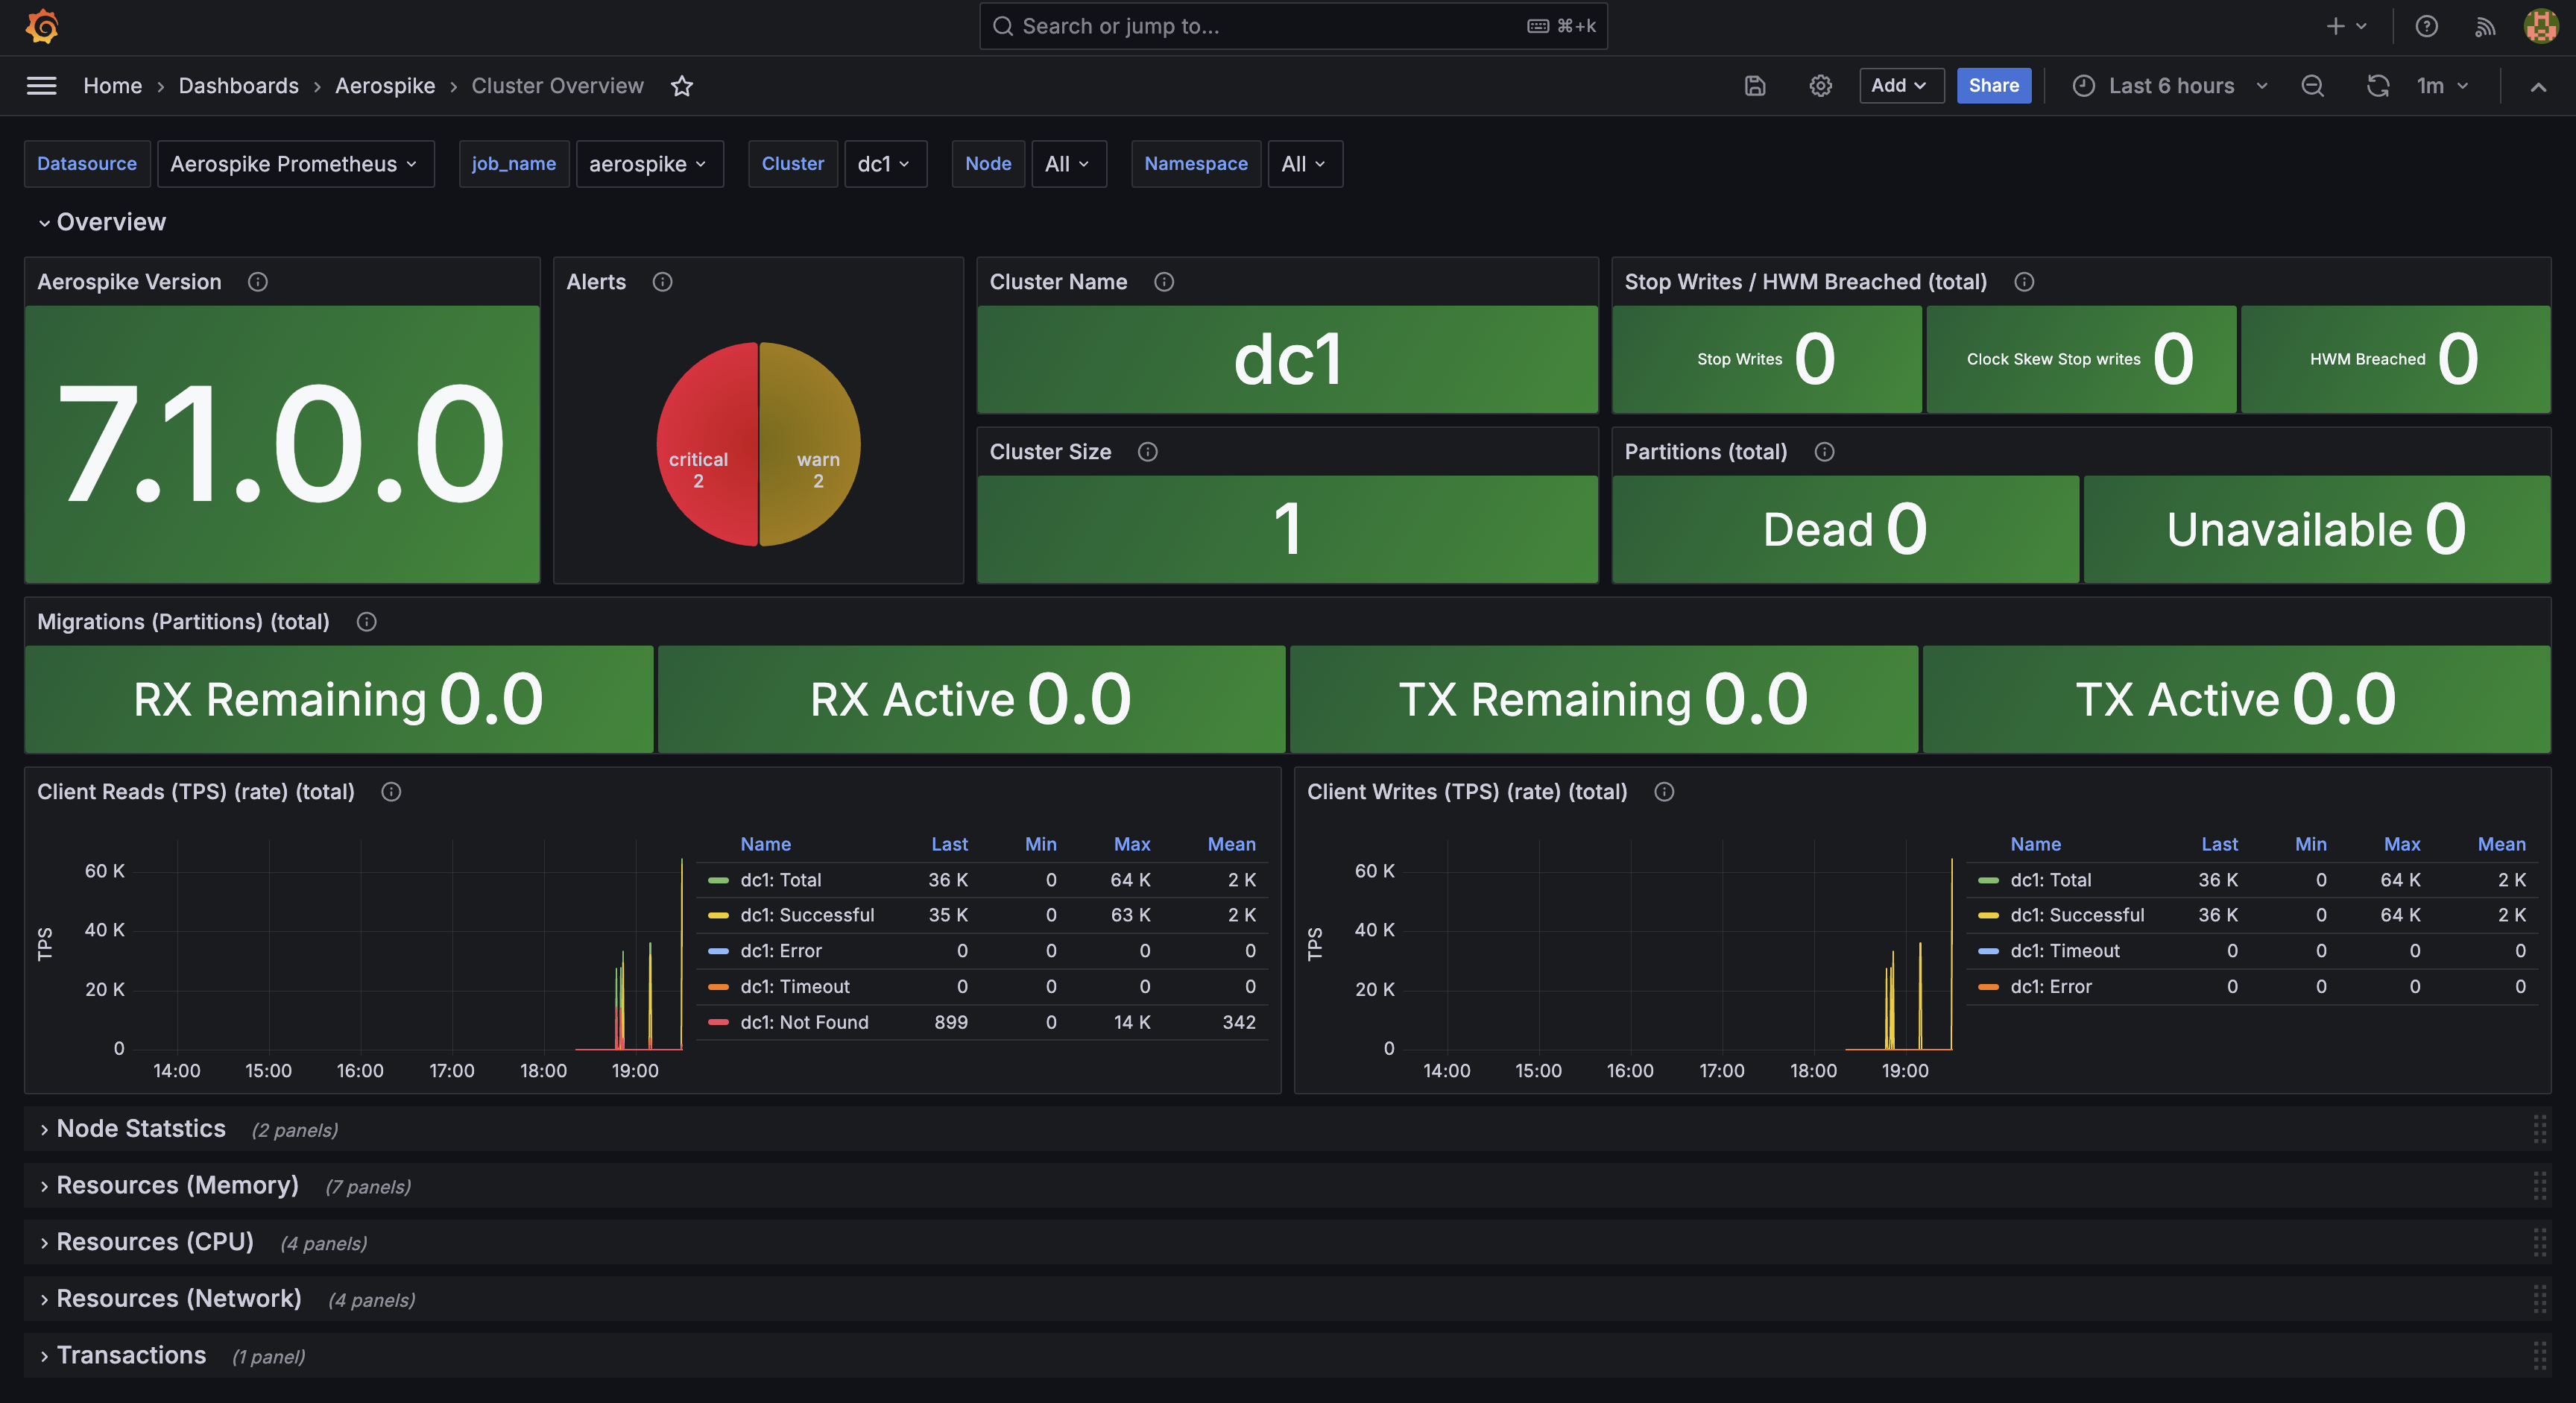 Search or jump to... ⌘+k
Home › Dashboards › Aerospike › Cluster Overview
Add Share Last 6 hours 1m
Datasource Aerospike Prometheus job_name aerospike Cluster dc1 Node All Namespace All
Overview
Aerospike Version
7.1.0.0
Alerts
critical
2
warn
2
Cluster Name
dc1
Cluster Size
1
Stop Writes / HWM Breached (total)
Stop Writes 0
Clock Skew Stop writes 0
HWM Breached 0
Partitions (total)
Dead 0
Unavailable 0
Migrations (Partitions) (total)
RX Remaining 0.0
RX Active 0.0
TX Remaining 0.0
TX Active 0.0
Client Reads (TPS) (rate) (total)
TPS
60 K
40 K
20 K
0
14:00 15:00 16:00 17:00 18:00 19:00
Name Last Min Max Mean
dc1: Total 36 K 0 64 K 2 K
dc1: Successful 35 K 0 63 K 2 K
dc1: Error 0 0 0 0
dc1: Timeout 0 0 0 0
dc1: Not Found 899 0 14 K 342
Client Writes (TPS) (rate) (total)
TPS
60 K
40 K
20 K
0
14:00 15:00 16:00 17:00 18:00 19:00
Name Last Min Max Mean
dc1: Total 36 K 0 64 K 2 K
dc1: Successful 36 K 0 64 K 2 K
dc1: Timeout 0 0 0 0
dc1: Error 0 0 0 0
Node Statstics (2 panels)
Resources (Memory) (7 panels)
Resources (CPU) (4 panels)
Resources (Network) (4 panels)
Transactions (1 panel)